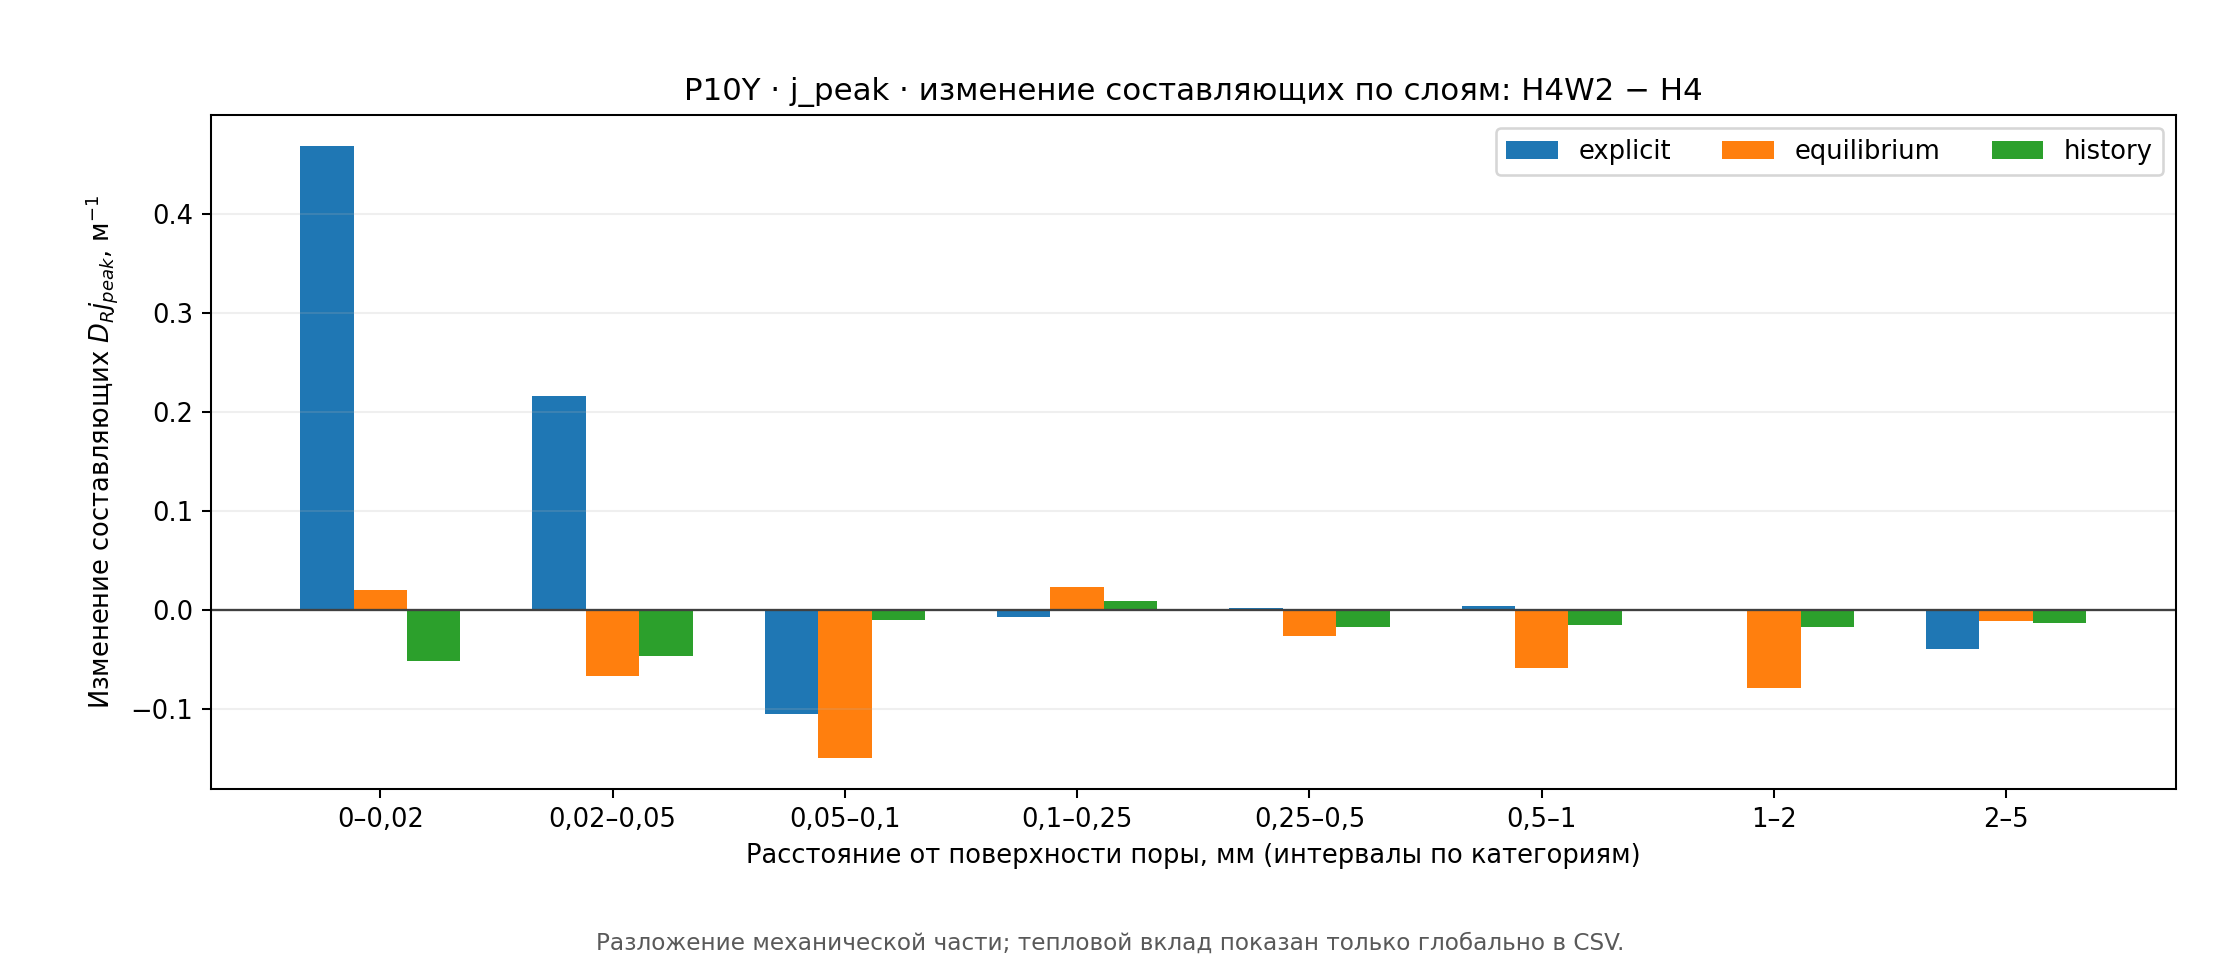 P10Y · j_peak · изменение составляющих по слоям: H4W2 − H4
explicit
equilibrium
history
Изменение составляющих D_R j_{peak}, м⁻¹
0.4
0.3
0.2
0.1
0.0
−0.1
0–0,02
0,02–0,05
0,05–0,1
0,1–0,25
0,25–0,5
0,5–1
1–2
2–5
Расстояние от поверхности поры, мм (интервалы по категориям)
Разложение механической части; тепловой вклад показан только глобально в CSV.